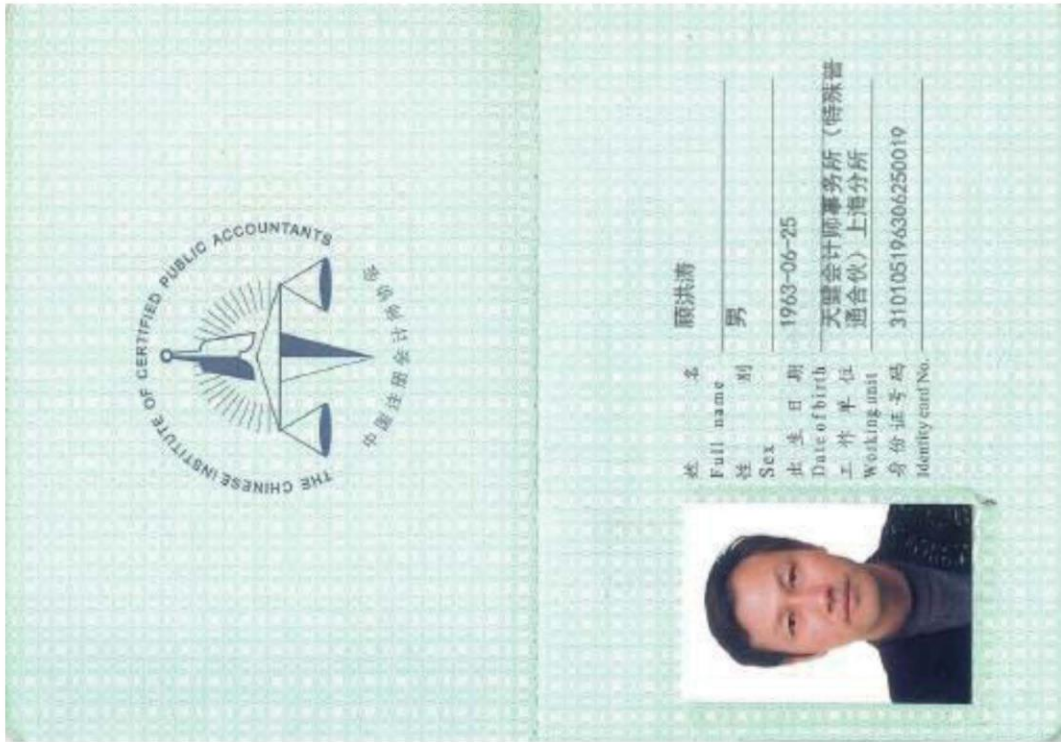 THE CHINESE INSTITUTE OF CERTIFIED PUBLIC ACCOUNTANTS
中国注册会计师协会
姓 名 顾洪涛
Full name
性 别 男
Sex
出 生 日 期 1963-06-25
Date of birth
工 作 单 位 天健会计师事务所（特殊普
通合伙）上海分所
Working unit
身 份 证 号 码 310105196306250019
Identity card No.